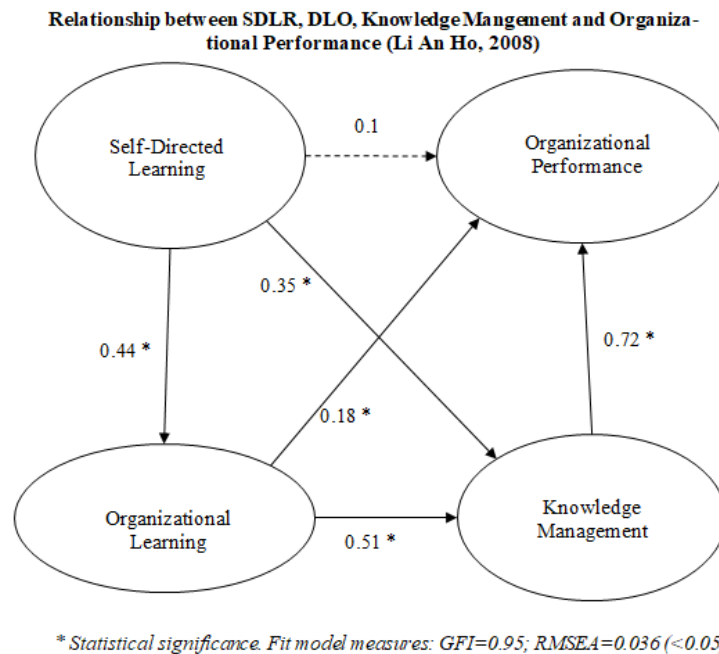 Relationship between SDLR, DLO, Knowledge Mangement and Organiza-
tional Performance (Li An Ho, 2008)
Self-Directed
Learning
0.1
Organizational
Performance
0.35 *
0.44 *
0.72 *
0.18 *
Organizational
Learning
0.51 *
Knowledge
Management
* Statistical significance. Fit model measures: GFI=0.95; RMSEA=0.036 (<0.05